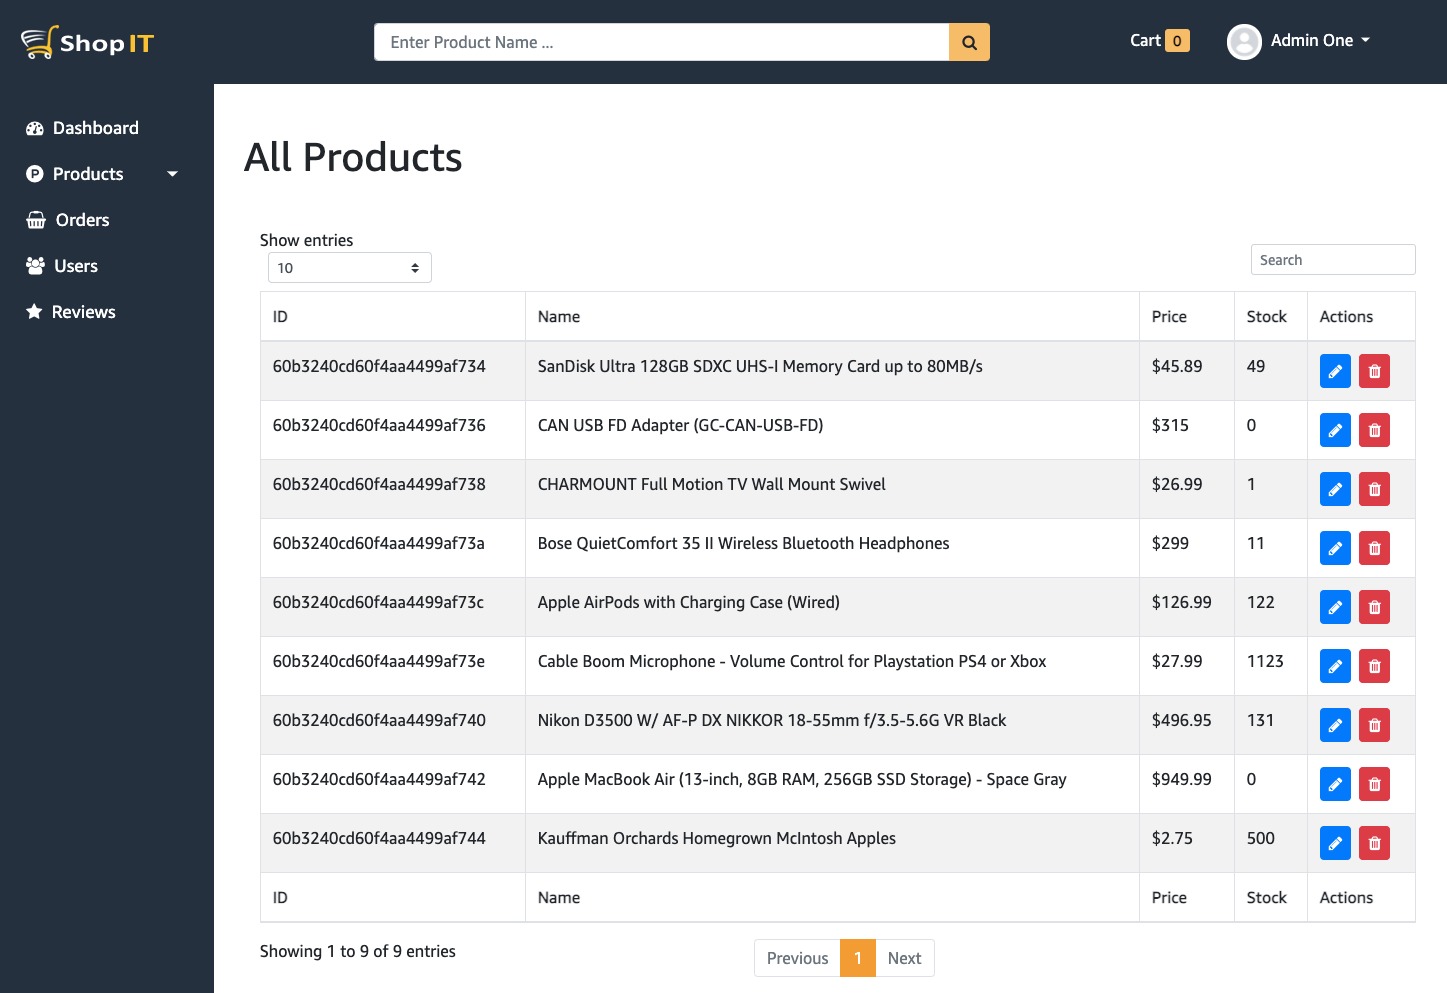 ShopIT
Enter Product Name ...
Cart 0
Admin One
Dashboard
Products
Orders
Users
Reviews
All Products
Show entries
10
Search
ID Name Price Stock Actions
60b3240cd60f4aa4499af734 SanDisk Ultra 128GB SDXC UHS-I Memory Card up to 80MB/s $45.89 49
60b3240cd60f4aa4499af736 CAN USB FD Adapter (GC-CAN-USB-FD) $315 0
60b3240cd60f4aa4499af738 CHARMOUNT Full Motion TV Wall Mount Swivel $26.99 1
60b3240cd60f4aa4499af73a Bose QuietComfort 35 II Wireless Bluetooth Headphones $299 11
60b3240cd60f4aa4499af73c Apple AirPods with Charging Case (Wired) $126.99 122
60b3240cd60f4aa4499af73e Cable Boom Microphone - Volume Control for Playstation PS4 or Xbox $27.99 1123
60b3240cd60f4aa4499af740 Nikon D3500 W/ AF-P DX NIKKOR 18-55mm f/3.5-5.6G VR Black $496.95 131
60b3240cd60f4aa4499af742 Apple MacBook Air (13-inch, 8GB RAM, 256GB SSD Storage) - Space Gray $949.99 0
60b3240cd60f4aa4499af744 Kauffman Orchards Homegrown McIntosh Apples $2.75 500
ID Name Price Stock Actions
Showing 1 to 9 of 9 entries
Previous 1 Next